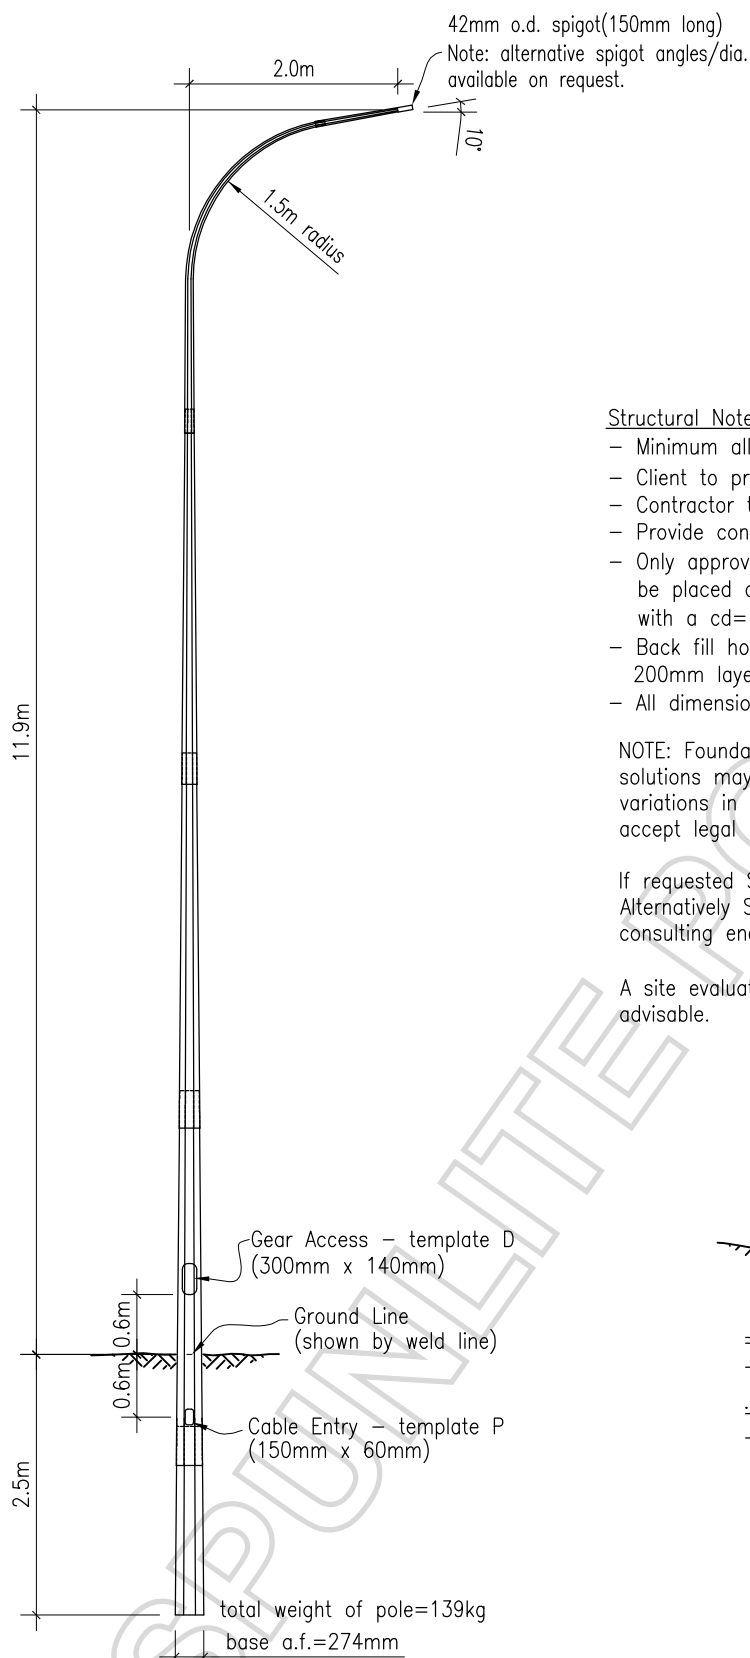 42mm o.d. spigot(150mm long)
Note: alternative spigot angles/dia.
available on request.
2.0m
10°
1.5m radius
Structural Note
– Minimum all
– Client to pr
– Contractor t
– Provide con
– Only approv
be placed
with a cd=
– Back fill ho
200mm laye
– All dimensio
11.9m
NOTE: Founda
solutions may
variations in
accept legal
If requested S
Alternatively S
consulting en
A site evaluat
advisable.
Gear Access – template D
(300mm x 140mm)
0.6m
Ground Line
(shown by weld line)
0.6m
Cable Entry – template P
(150mm x 60mm)
2.5m
total weight of pole=139kg
base a.f.=274mm
SPUNLITE PO